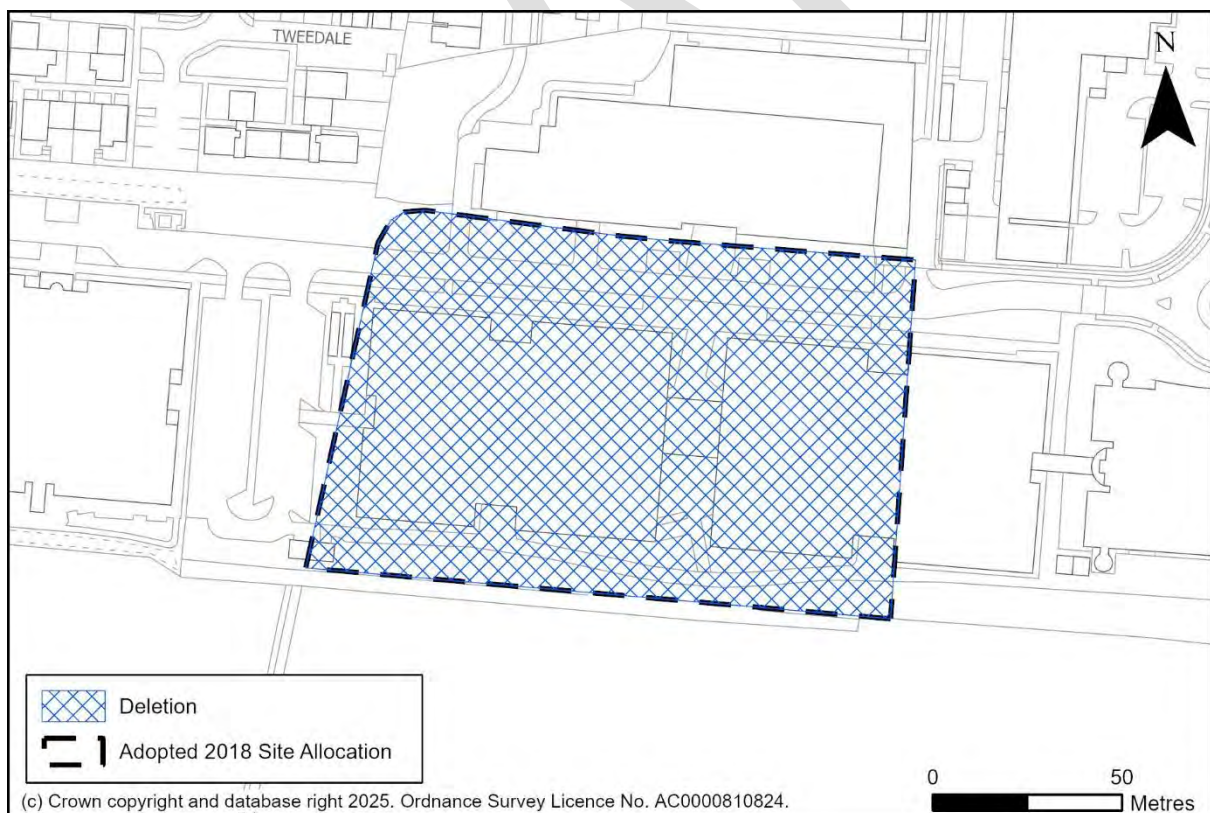 TWEEDALE
N
Deletion
Adopted 2018 Site Allocation
0 50
Metres
(c) Crown copyright and database right 2025. Ordnance Survey Licence No. AC0000810824.